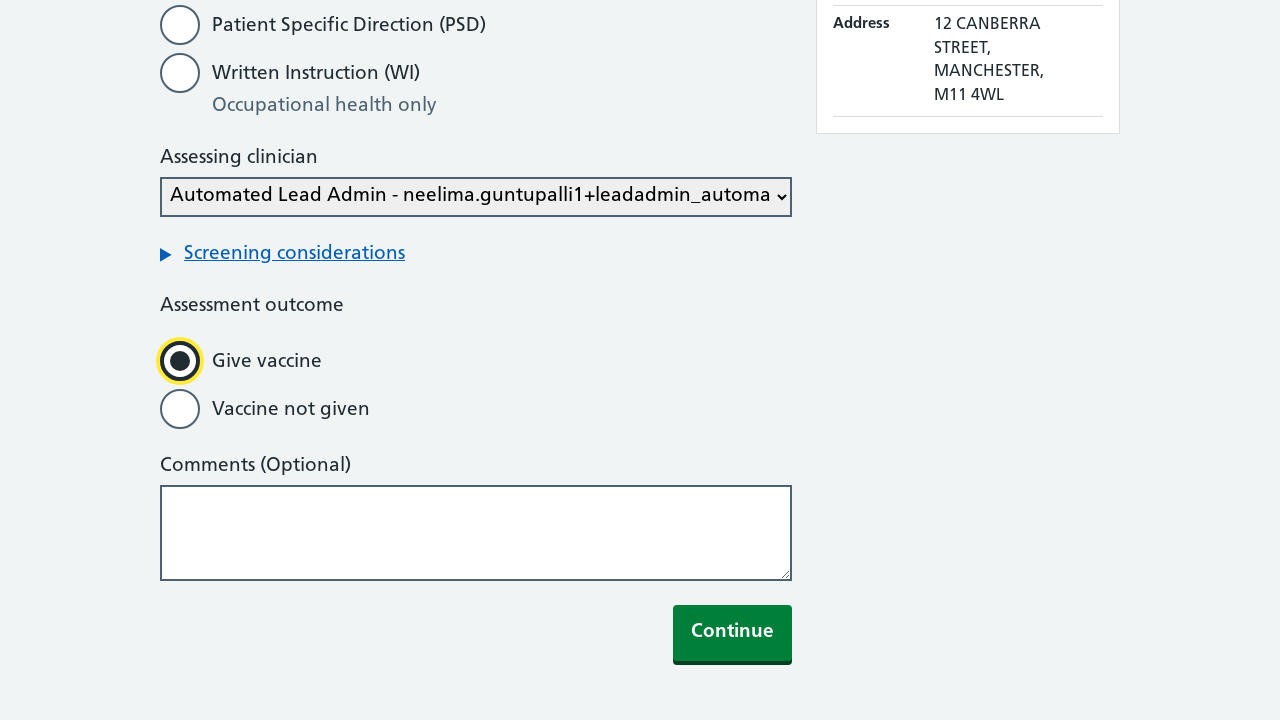 Patient Specific Direction (PSD)
Written Instruction (WI)
Occupational health only
Assessing clinician
Automated Lead Admin - neelima.guntupalli1+leadadmin_automa
Screening considerations
Assessment outcome
Give vaccine
Vaccine not given
Comments (Optional)
Continue
Address
12 CANBERRA
STREET,
MANCHESTER,
M11 4WL